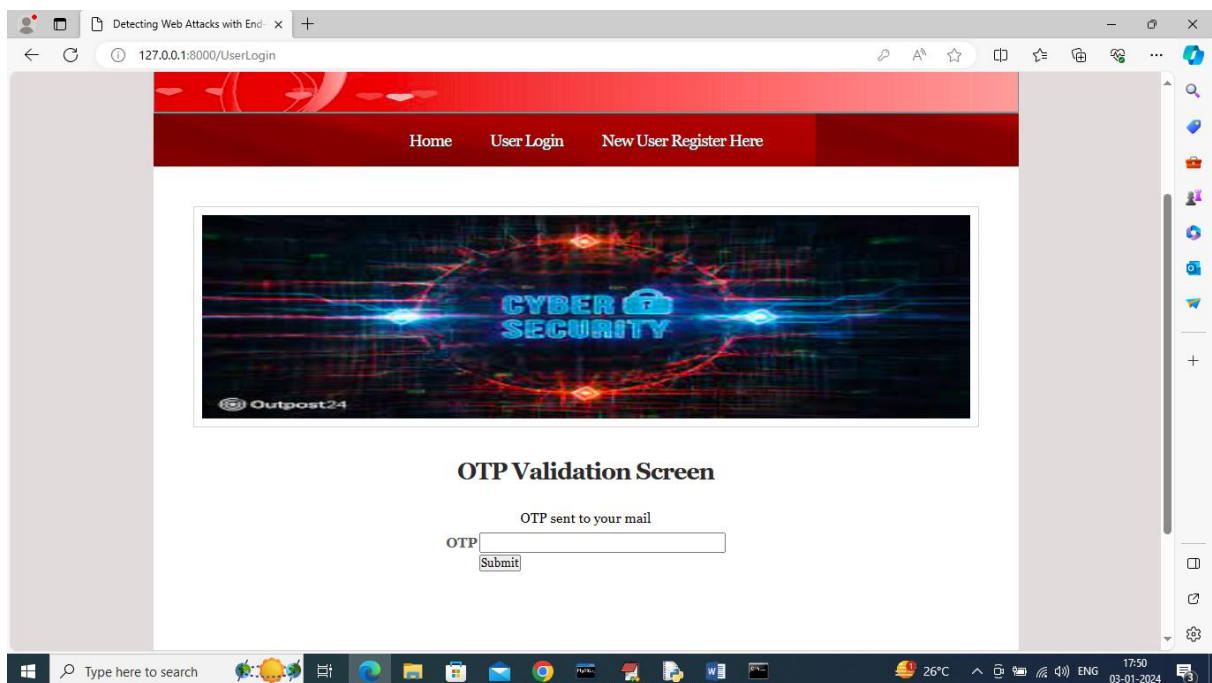 Detecting Web Attacks with End-
127.0.0.1:8000/UserLogin
Home User Login New User Register Here
CYBER
SECURITY
Outpost24
OTP Validation Screen
OTP sent to your mail
OTP
Submit
Type here to search
26°C
ENG
17:50
03-01-2024
3